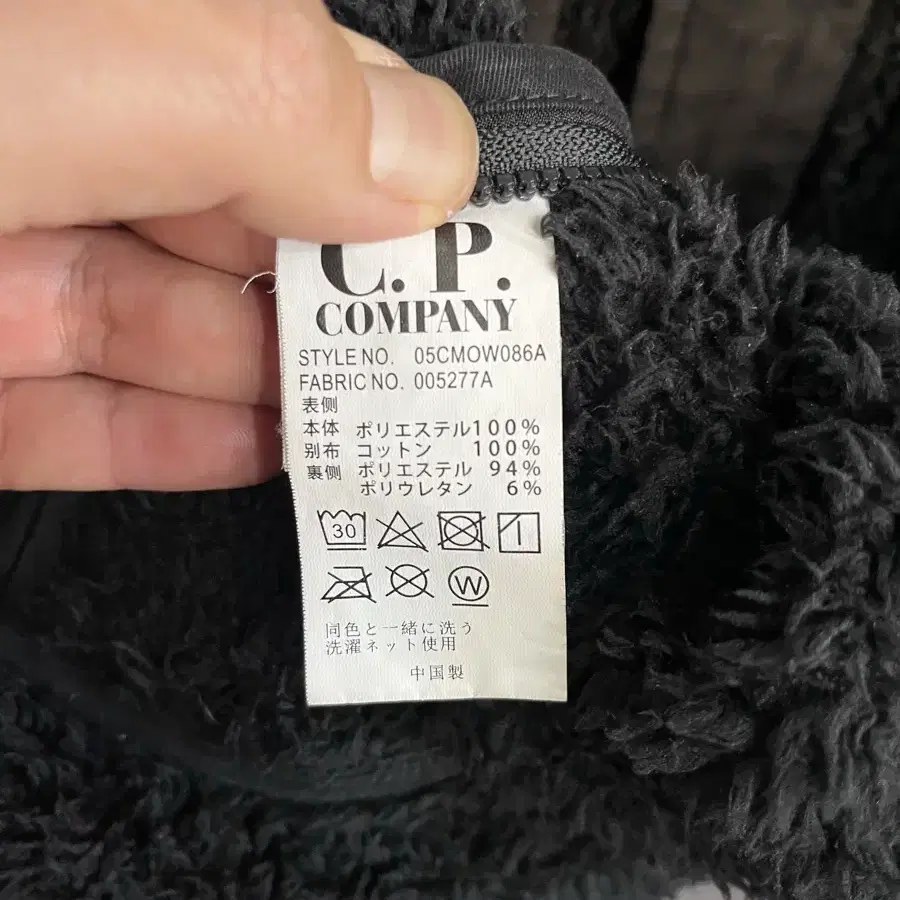 C. P.
COMPANY
STYLE NO. 05CMOW086A
FABRIC NO. 005277A
表側
本体 ポリエステル 100%
別布 コットン 100%
裏側 ポリエステル 94%
ポリウレタン 6%
30
W
同色と一緒に洗う
洗濯ネット使用
中国製